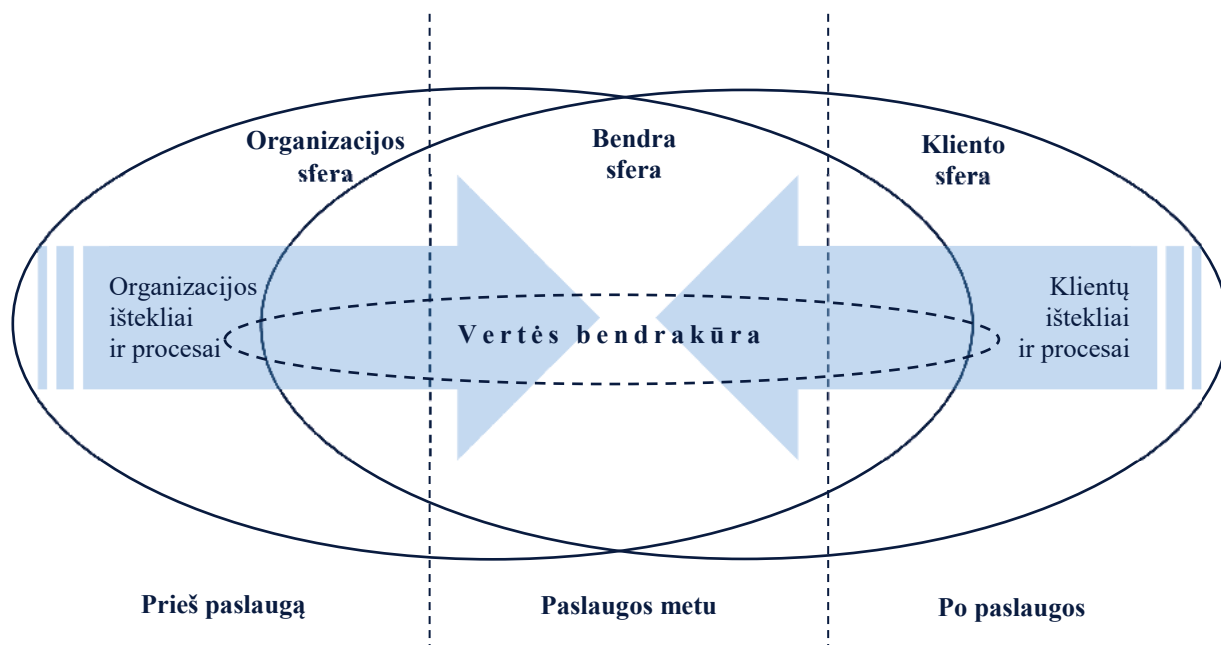 Organizacijos
sfera
Bendra
sfera
Kliento
sfera
Organizacijos
ištekliai
ir procesai
Vertės bendrakūra
Klientų
ištekliai
ir procesai
Prieš paslaugą
Paslaugos metu
Po paslaugos